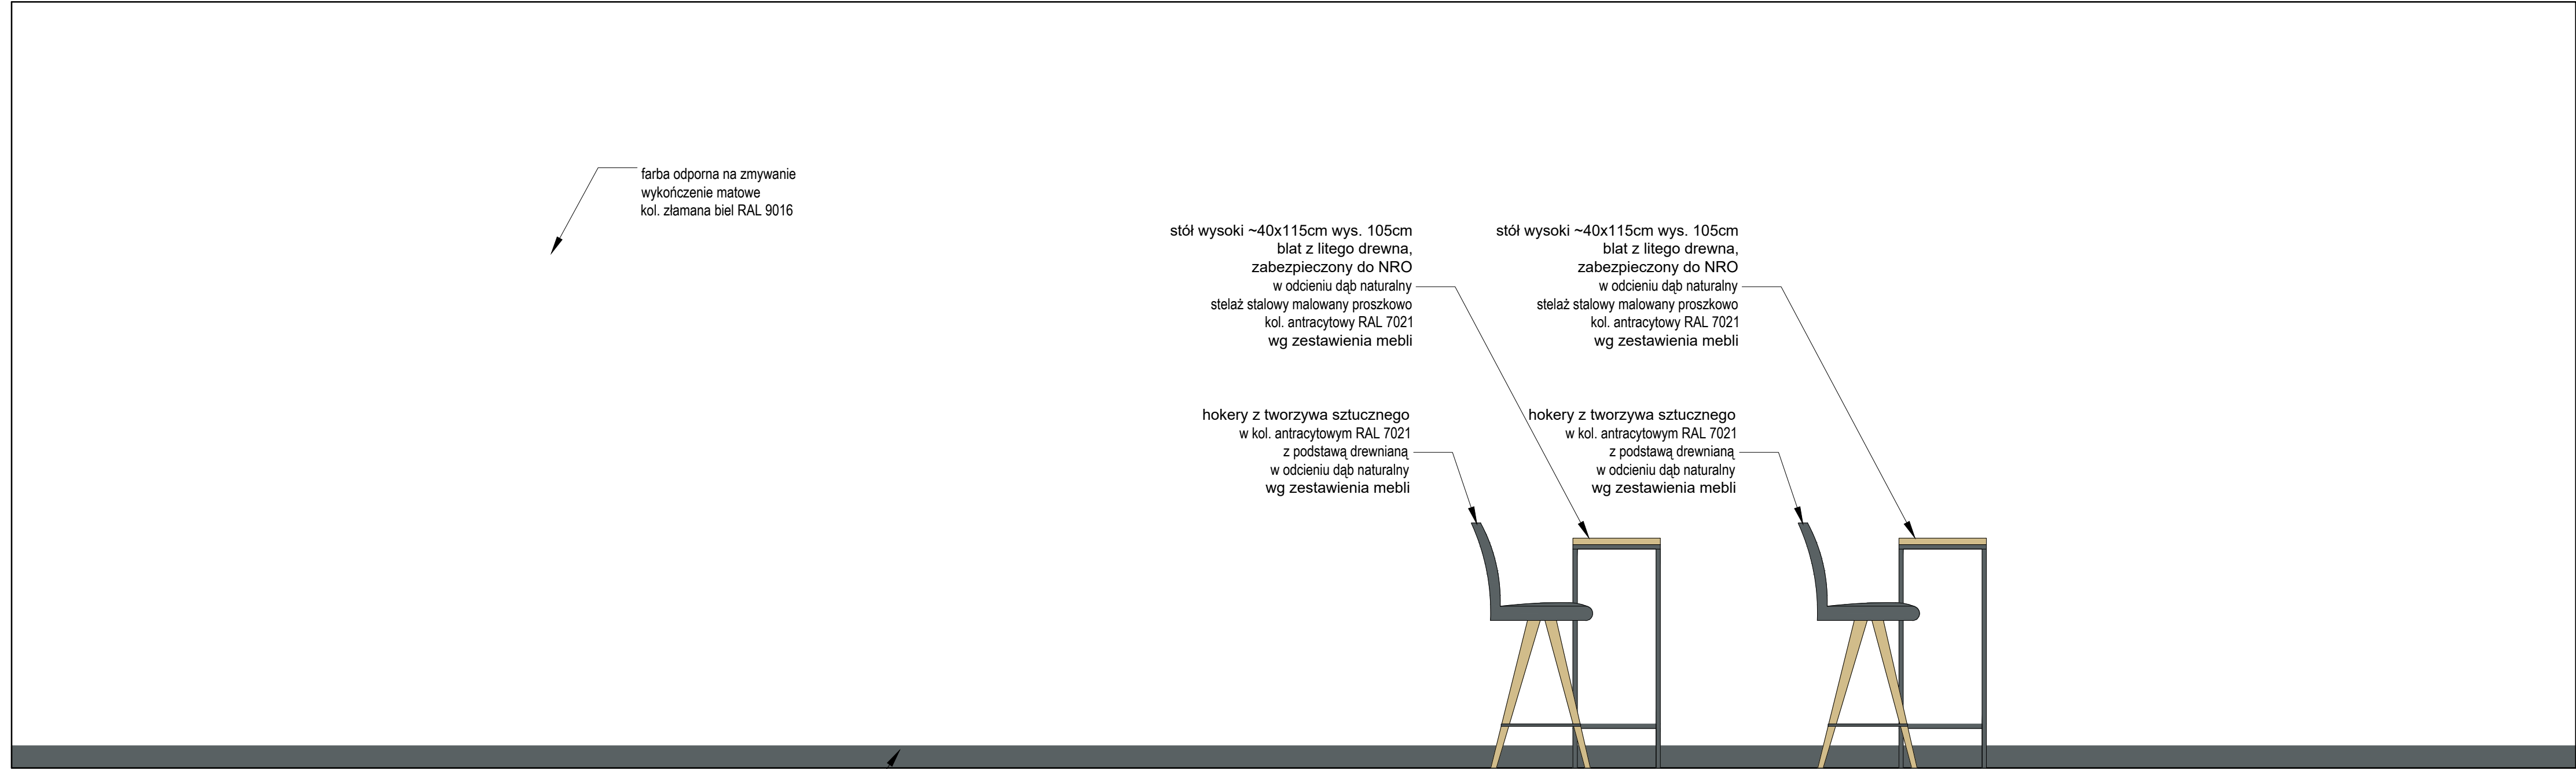 farba odporna na zmywanie
wykończenie matowe
kol. złamana biel RAL 9016
stół wysoki ~40x115cm wys. 105cm
blat z litego drewna,
zabezpieczony do NRO
w odcieniu dąb naturalny
stelaż stalowy malowany proszkowo
kol. antracytowy RAL 7021
wg zestawienia mebli
stół wysoki ~40x115cm wys. 105cm
blat z litego drewna,
zabezpieczony do NRO
w odcieniu dąb naturalny
stelaż stalowy malowany proszkowo
kol. antracytowy RAL 7021
wg zestawienia mebli
hokery z tworzywa sztucznego
w kol. antracytowym RAL 7021
z podstawą drewnianą
w odcieniu dąb naturalny
wg zestawienia mebli
hokery z tworzywa sztucznego
w kol. antracytowym RAL 7021
z podstawą drewnianą
w odcieniu dąb naturalny
wg zestawienia mebli